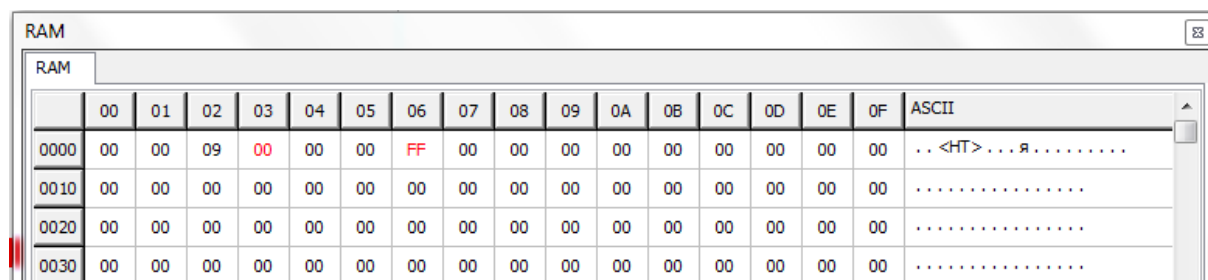 RAM
RAM
00 01 02 03 04 05 06 07 08 09 0A 0B 0C 0D 0E 0F ASCII
0000 00 00 09 00 00 00 FF 00 00 00 00 00 00 00 00 00 ..<HT>...я.........
0010 00 00 00 00 00 00 00 00 00 00 00 00 00 00 00 00 ................
0020 00 00 00 00 00 00 00 00 00 00 00 00 00 00 00 00 ................
0030 00 00 00 00 00 00 00 00 00 00 00 00 00 00 00 00 ................